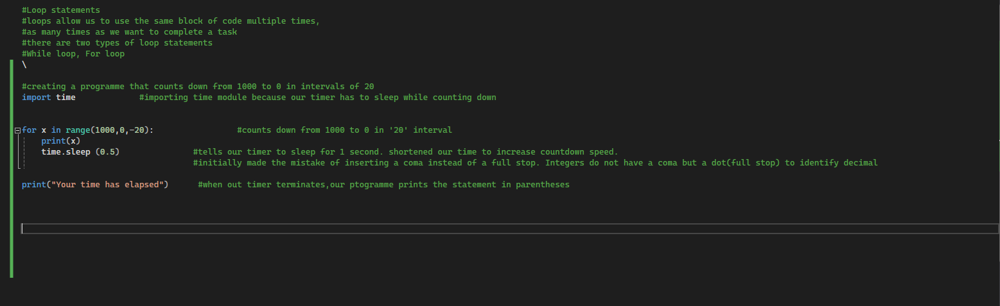 #Loop statements
#loops allow us to use the same block of code multiple times,
#as many times as we want to complete a task
#there are two types of loop statements
#While loop, For loop
\
#creating a programme that counts down from 1000 to 0 in intervals of 20
import time #importing time module because our timer has to sleep while counting down
for x in range(1000,0,-20): #counts down from 1000 to 0 in '20' interval
print(x)
time.sleep (0.5) #tells our timer to sleep for 1 second. shortened our time to increase countdown speed.
#initially made the mistake of inserting a coma instead of a full stop. Integers do not have a coma but a dot(full stop) to identify decimal
print("Your time has elapsed") #when out timer terminates,our ptogramme prints the statement in parentheses